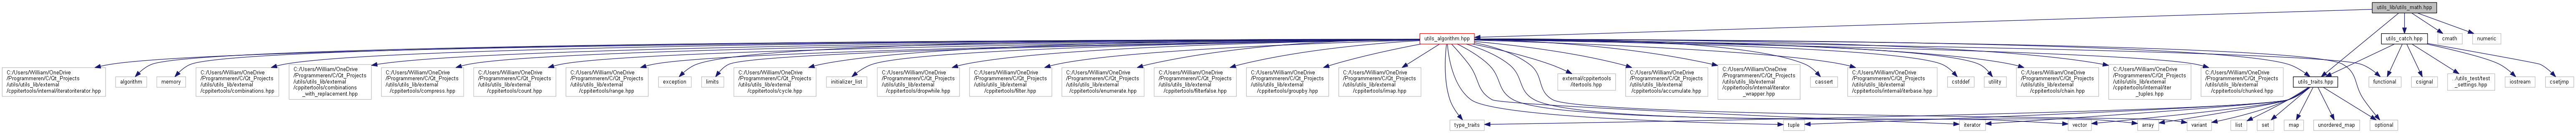 utils_lib/utils_math.hpp
utils_algorithm.hpp
utils_catch.hpp
cmath
numeric
C:/Users/William/OneDrive
/Programmeren/C/Qt_Projects
/utils/utils_lib/external
/cppitertools/internal/iteratoriterator.hpp
algorithm
memory
C:/Users/William/OneDrive
/Programmeren/C/Qt_Projects
/utils/utils_lib/external
/cppitertools/combinations.hpp
C:/Users/William/OneDrive
/Programmeren/C/Qt_Projects
/utils/utils_lib/external
/cppitertools/combinations
_with_replacement.hpp
C:/Users/William/OneDrive
/Programmeren/C/Qt_Projects
/utils/utils_lib/external
/cppitertools/compress.hpp
C:/Users/William/OneDrive
/Programmeren/C/Qt_Projects
/utils/utils_lib/external
/cppitertools/count.hpp
C:/Users/William/OneDrive
/Programmeren/C/Qt_Projects
/utils/utils_lib/external
/cppitertools/range.hpp
exception
limits
C:/Users/William/OneDrive
/Programmeren/C/Qt_Projects
/utils/utils_lib/external
/cppitertools/cycle.hpp
initializer_list
C:/Users/William/OneDrive
/Programmeren/C/Qt_Projects
/utils/utils_lib/external
/cppitertools/dropwhile.hpp
C:/Users/William/OneDrive
/Programmeren/C/Qt_Projects
/utils/utils_lib/external
/cppitertools/filter.hpp
C:/Users/William/OneDrive
/Programmeren/C/Qt_Projects
/utils/utils_lib/external
/cppitertools/enumerate.hpp
C:/Users/William/OneDrive
/Programmeren/C/Qt_Projects
/utils/utils_lib/external
/cppitertools/filterfalse.hpp
C:/Users/William/OneDrive
/Programmeren/C/Qt_Projects
/utils/utils_lib/external
/cppitertools/groupby.hpp
C:/Users/William/OneDrive
/Programmeren/C/Qt_Projects
/utils/utils_lib/external
/cppitertools/imap.hpp
external/cppitertools
/itertools.hpp
C:/Users/William/OneDrive
/Programmeren/C/Qt_Projects
/utils/utils_lib/external
/cppitertools/accumulate.hpp
C:/Users/William/OneDrive
/Programmeren/C/Qt_Projects
/utils/utils_lib/external
/cppitertools/internal/iterator
_wrapper.hpp
cassert
C:/Users/William/OneDrive
/Programmeren/C/Qt_Projects
/utils/utils_lib/external
/cppitertools/internal/iterbase.hpp
cstddef
utility
C:/Users/William/OneDrive
/Programmeren/C/Qt_Projects
/utils/utils_lib/external
/cppitertools/chain.hpp
C:/Users/William/OneDrive
/Programmeren/C/Qt_Projects
/utils/utils_lib/external
/cppitertools/internal/iter
_tuples.hpp
C:/Users/William/OneDrive
/Programmeren/C/Qt_Projects
/utils/utils_lib/external
/cppitertools/chunked.hpp
utils_traits.hpp
functional
csignal
../utils_test/test
_settings.hpp
iostream
csetjmp
type_traits
tuple
iterator
vector
array
variant
list
set
map
unordered_map
optional